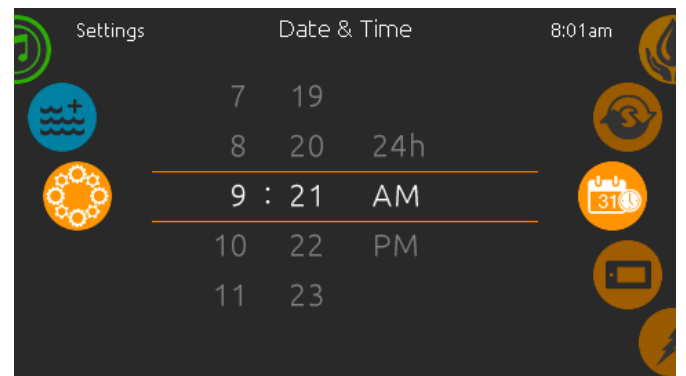 Settings Date & Time 8:01am
7 19
8 20 24h
9 : 21 AM
10 22 PM
11 23
S
31